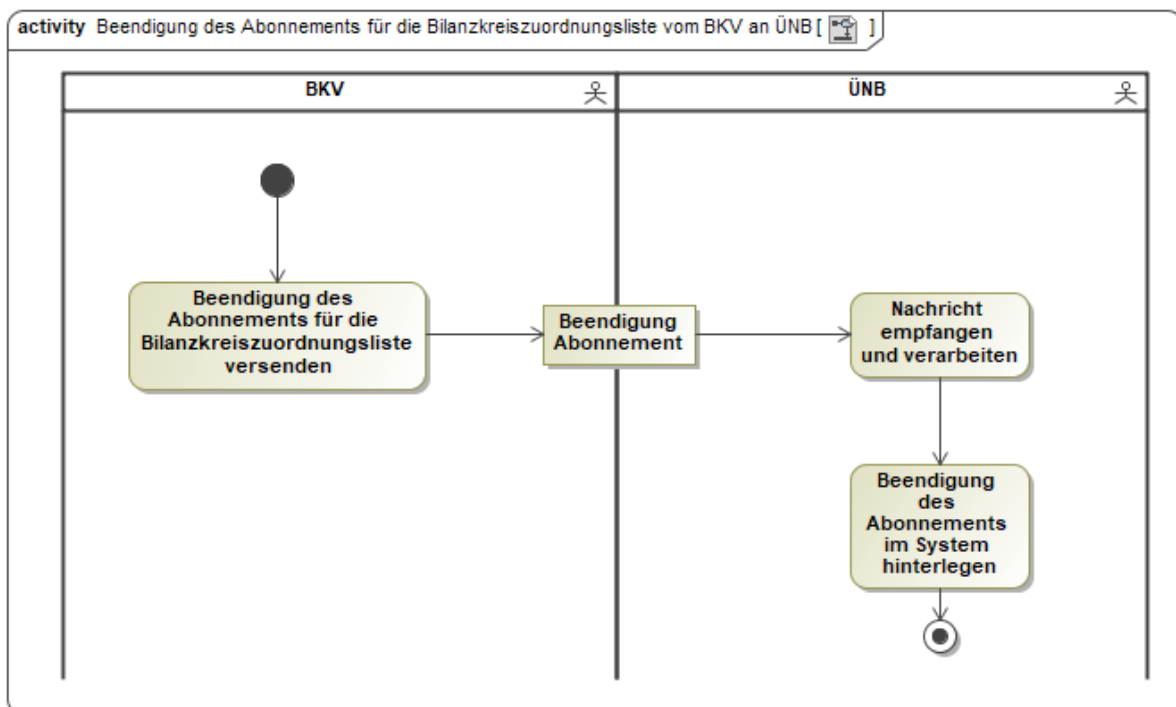 activity Beendigung des Abonnements für die Bilanzkreiszuordnungsliste vom BKV an ÜNB [ ]
BKV
ÜNB
Beendigung des
Abonnements für die
Bilanzkreiszuordnungsliste
versenden
Beendigung
Abonnement
Nachricht
empfangen
und verarbeiten
Beendigung
des
Abonnements
im System
hinterlegen